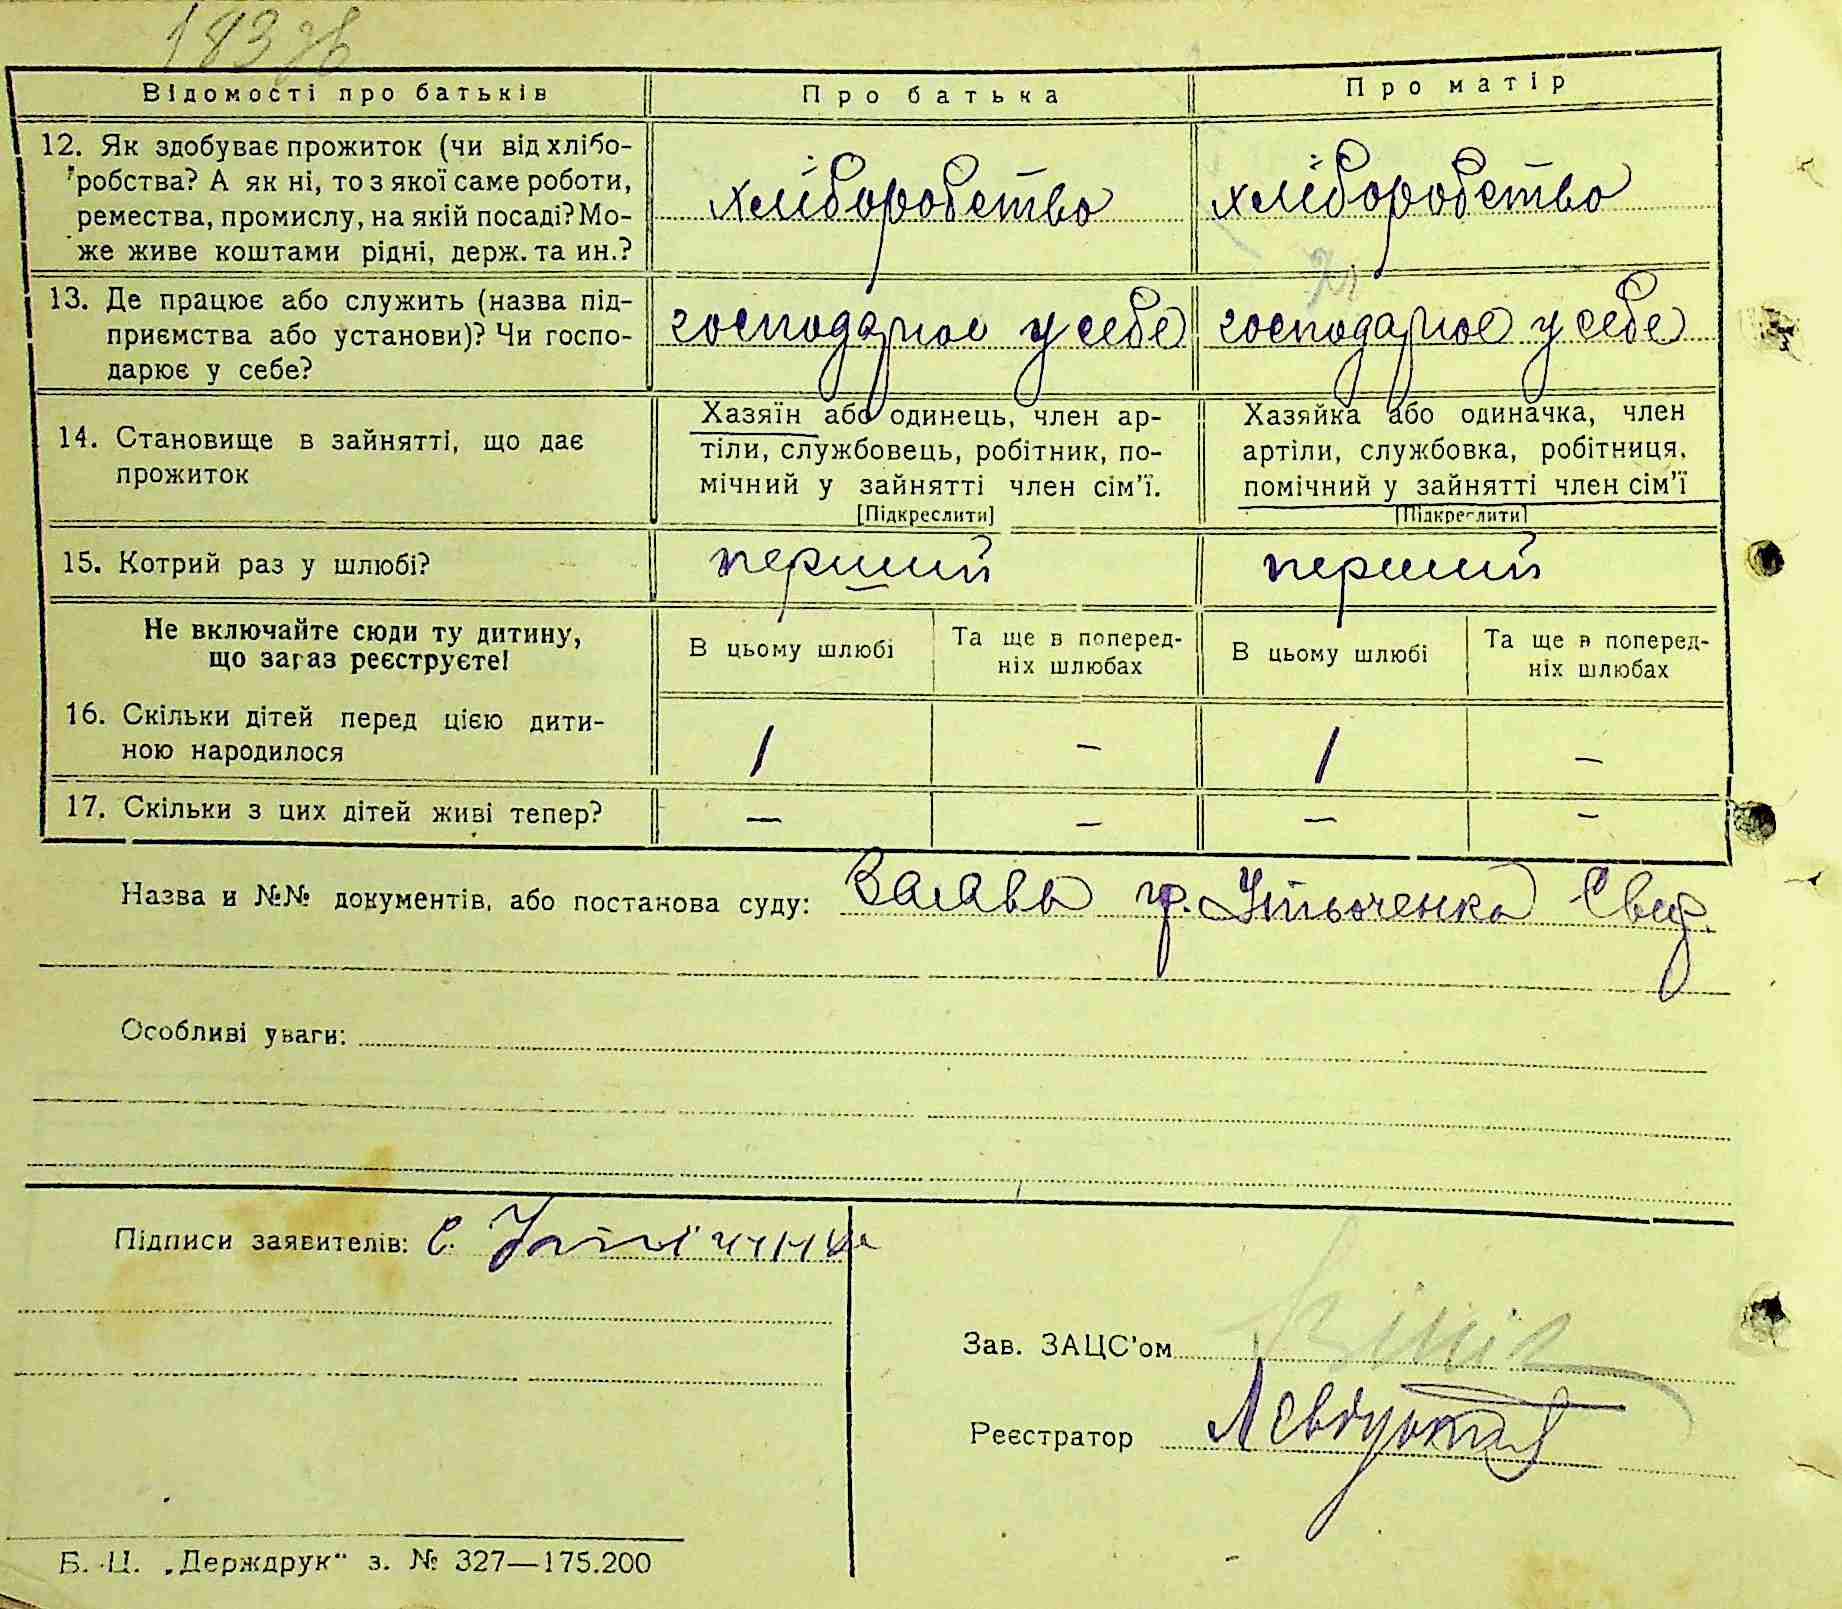 183 зв
Відомості про батьків
Про батька
Про матір
12. Як здобуває прожиток (чи від хлібо-
робства? А як ні, то з якої саме роботи,
ремества, промислу, на якій посаді? Мо-
же живе коштами рідні, держ. та ин.?
хліборобство
хліборобство
13. Де працює або служить (назва під-
приємства або установи)? Чи госпо-
дарює у себе?
господарює у себе
господарює у себе
14. Становище в зайнятті, що дає
прожиток
Хазяїн або одинець, член ар-
тіли, службовець, робітник, по-
мічний у зайнятті член сім'ї.
[Підкреслити]
Хазяйка або одиначка, член
артіли, службовка, робітниця,
помічний у зайнятті член сім'ї
[Підкреслити]
15. Котрий раз у шлюбі?
перший
перший
Не включайте сюди ту дитину,
що зараз реєструєте!
В цьому шлюбі
Та ще в поперед-
ніх шлюбах
В цьому шлюбі
Та ще в поперед-
ніх шлюбах
16. Скільки дітей перед цією дити-
ною народилося
1
–
1
–
17. Скільки з цих дітей живі тепер?
–
–
–
–
Назва и №№ документів, або постанова суду: Заява гр.
Особливі уваги:
Підписи заявителів: С.
Зав. ЗАЦС'ом
Реєстратор
Б. Ц. „Держдрук" з. № 327—175.200